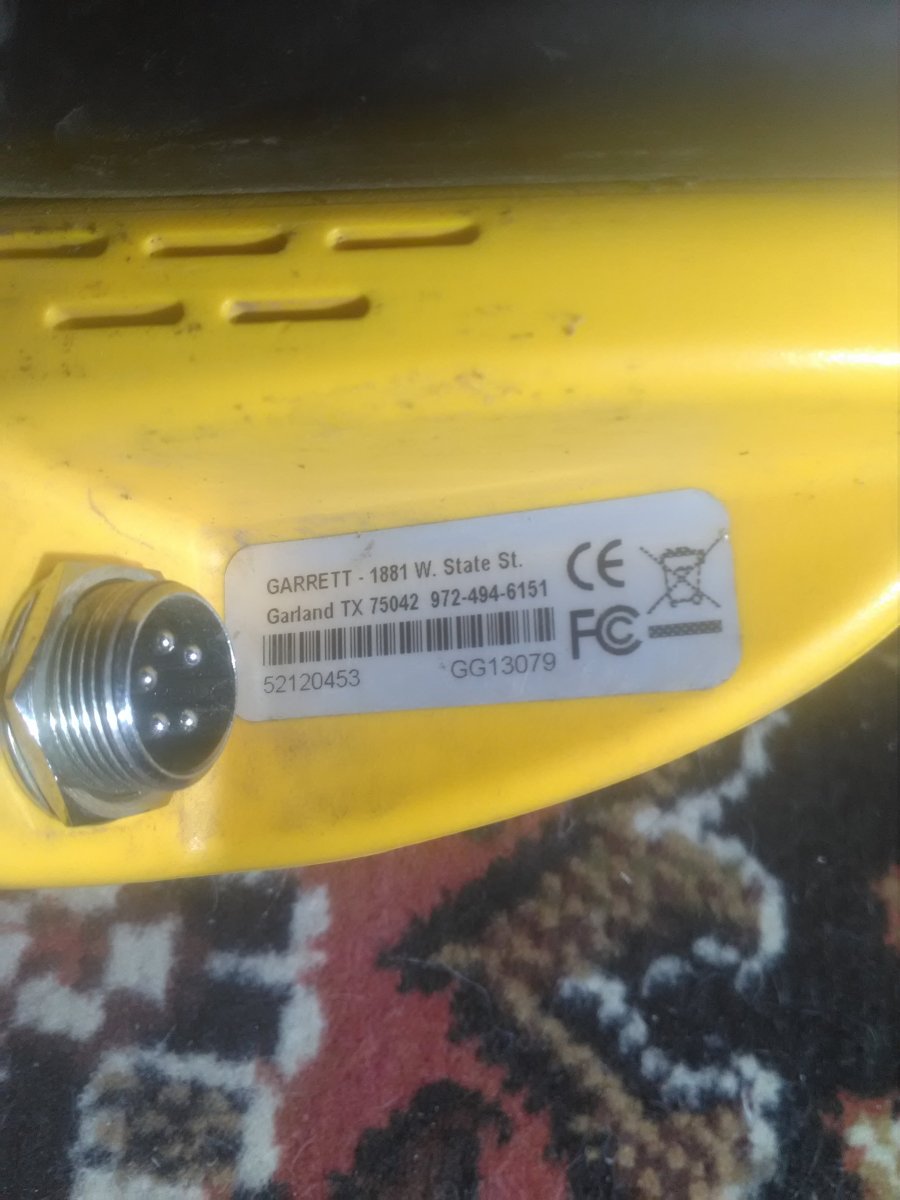 GARRETT - 1881 W. State St.
Garland TX 75042 972-494-6151
52120453 GG13079
CE
FC